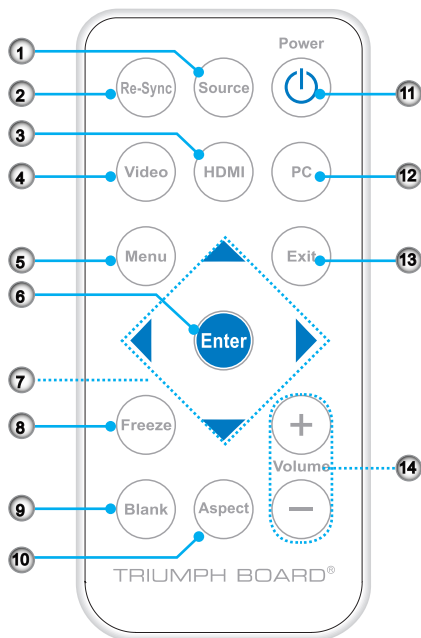 Power
1
2 Re-Sync Source 11
3
4 Video HDMI PC 12
5 Menu Exit 13
6 Enter
7
8 Freeze +
Volume 14
9 Blank Aspect −
10
TRIUMPH BOARD®